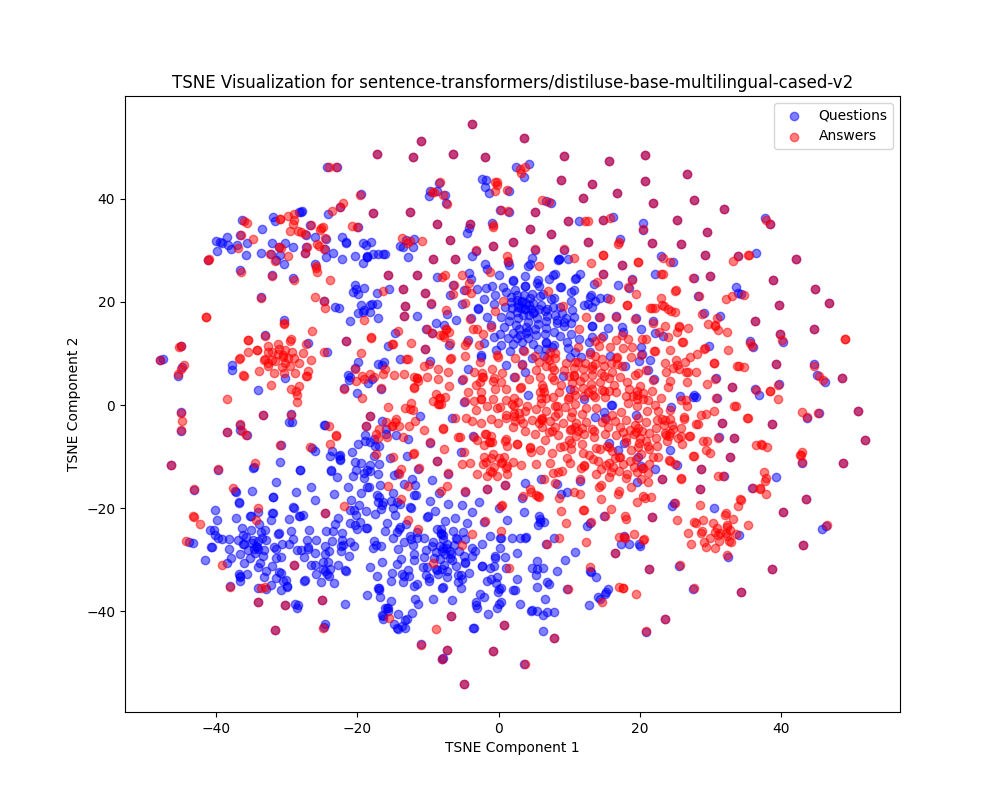 TSNE Visualization for sentence-transformers/distiluse-base-multilingual-cased-v2
Questions
Answers
40
20
0
−20
−40
TSNE Component 2
−40 −20 0 20 40
TSNE Component 1